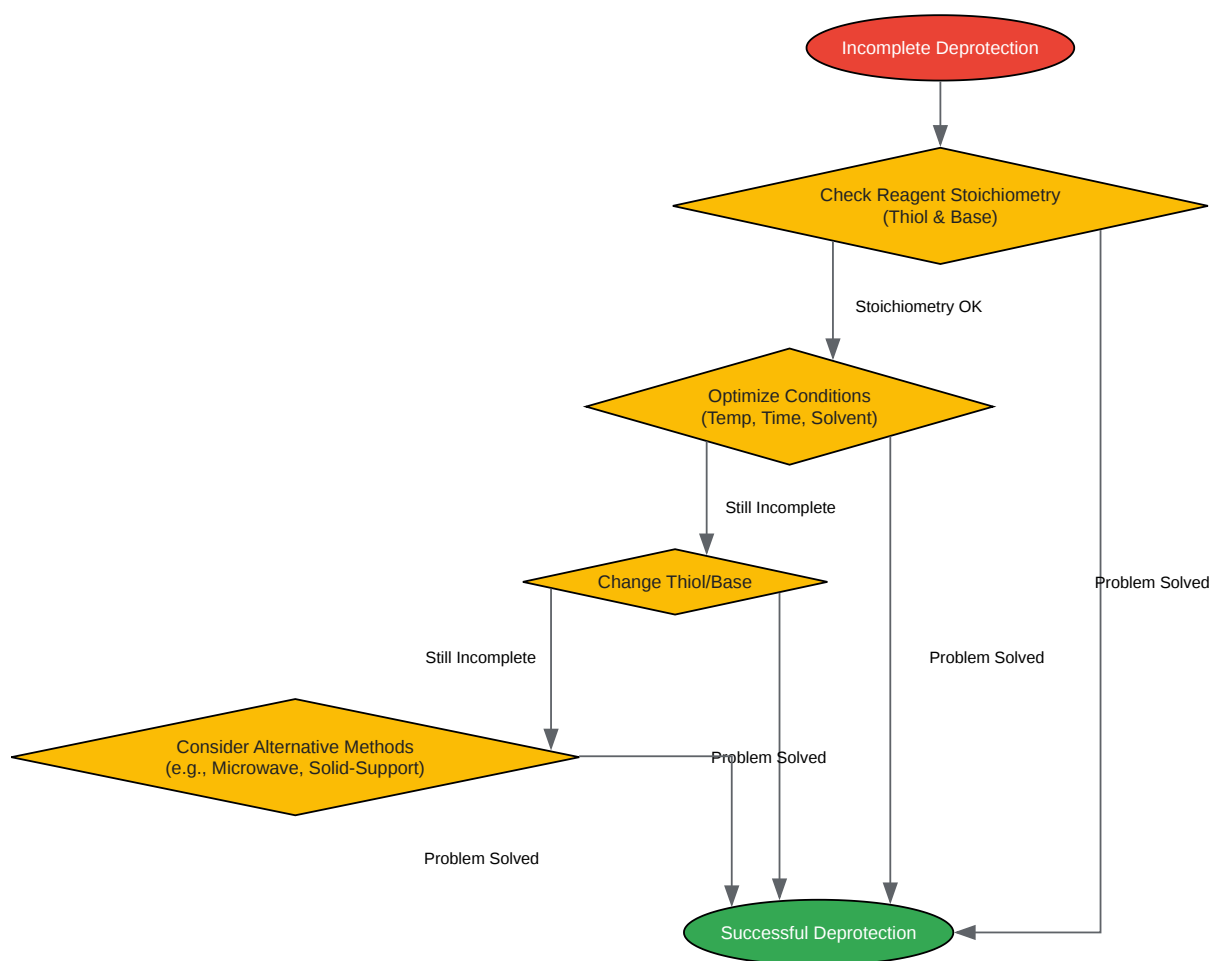 Incomplete Deprotection
Check Reagent Stoichiometry
(Thiol & Base)
Stoichiometry OK
Optimize Conditions
(Temp, Time, Solvent)
Still Incomplete
Change Thiol/Base
Problem Solved
Still Incomplete
Problem Solved
Consider Alternative Methods
(e.g., Microwave, Solid-Support)
Problem Solved
Problem Solved
Successful Deprotection